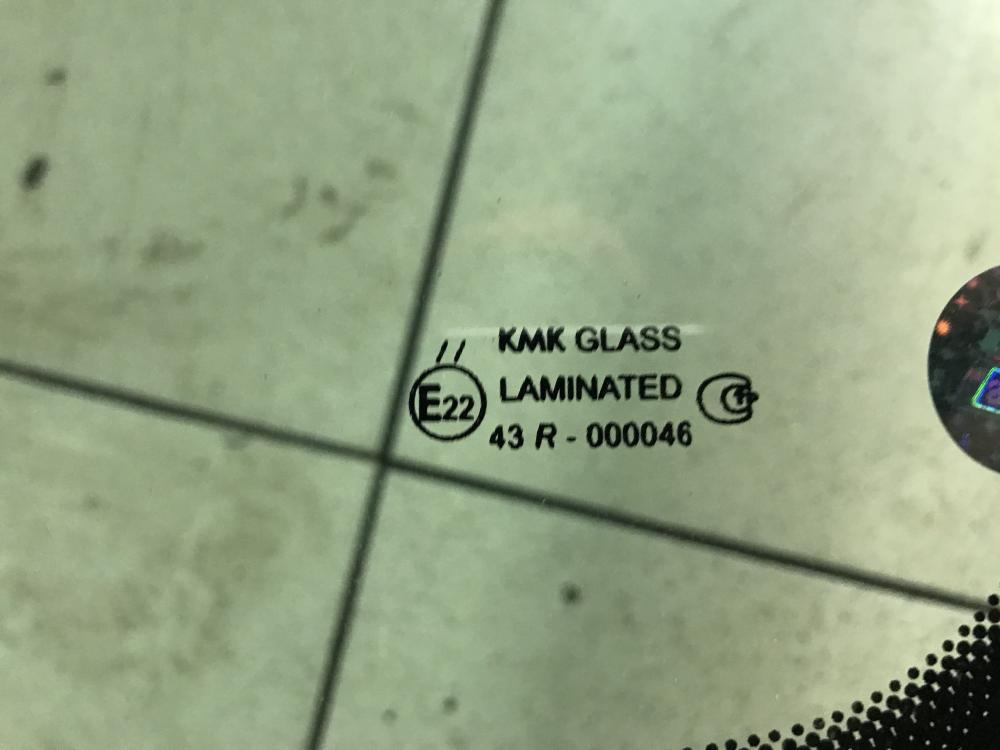 //
KMK GLASS
E22
LAMINATED
43 R - 000046